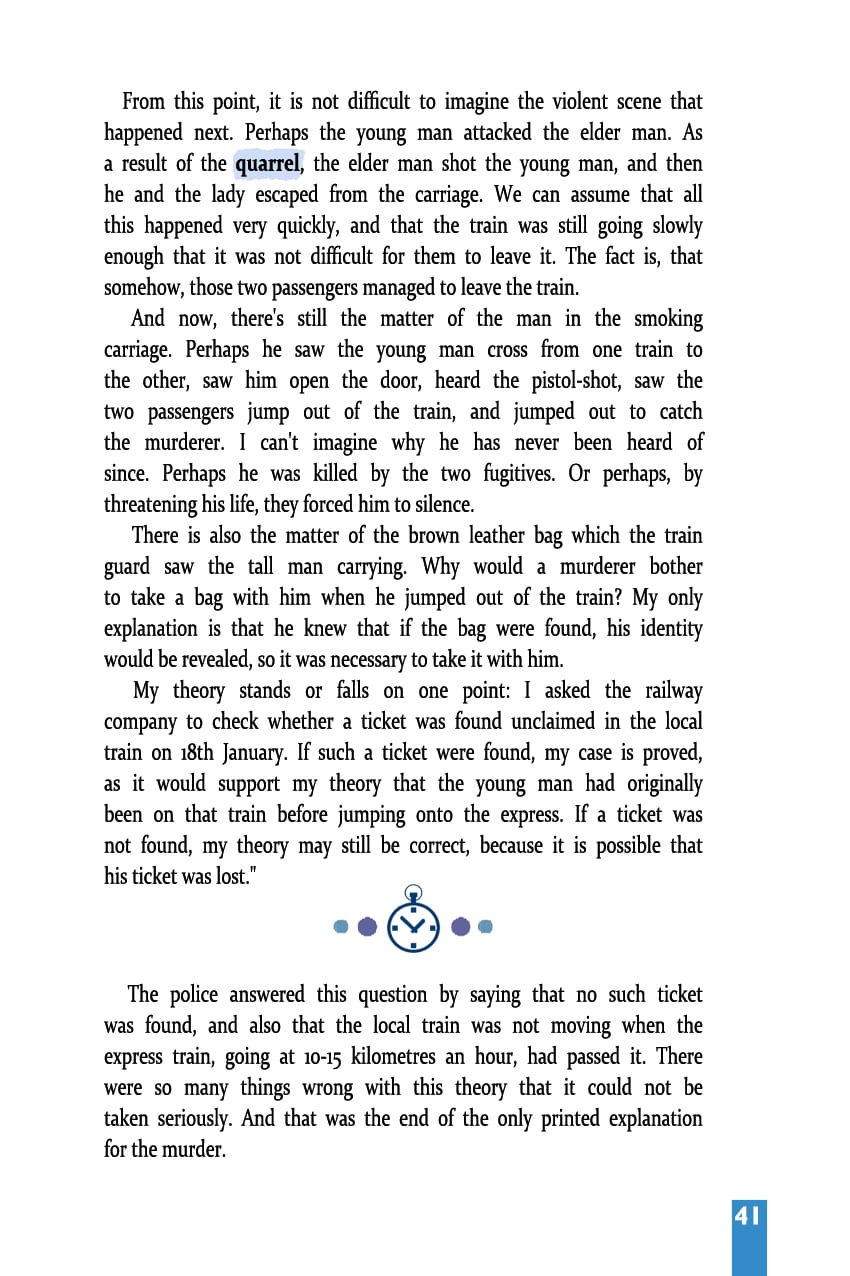 From this point, it is not difficult to imagine the violent scene that
happened next. Perhaps the young man attacked the elder man. As
a result of the quarrel, the elder man shot the young man, and then
he and the lady escaped from the carriage. We can assume that all
this happened very quickly, and that the train was still going slowly
enough that it was not difficult for them to leave it. The fact is, that
somehow, those two passengers managed to leave the train.
And now, there's still the matter of the man in the smoking
carriage. Perhaps he saw the young man cross from one train to
the other, saw him open the door, heard the pistol-shot, saw the
two passengers jump out of the train, and jumped out to catch
the murderer. I can't imagine why he has never been heard of
since. Perhaps he was killed by the two fugitives. Or perhaps, by
threatening his life, they forced him to silence.
There is also the matter of the brown leather bag which the train
guard saw the tall man carrying. Why would a murderer bother
to take a bag with him when he jumped out of the train? My only
explanation is that he knew that if the bag were found, his identity
would be revealed, so it was necessary to take it with him.
My theory stands or falls on one point: I asked the railway
company to check whether a ticket was found unclaimed in the local
train on 18th January. If such a ticket were found, my case is proved,
as it would support my theory that the young man had originally
been on that train before jumping onto the express. If a ticket was
not found, my theory may still be correct, because it is possible that
his ticket was lost."
The police answered this question by saying that no such ticket
was found, and also that the local train was not moving when the
express train, going at 10-15 kilometres an hour, had passed it. There
were so many things wrong with this theory that it could not be
taken seriously. And that was the end of the only printed explanation
for the murder.
41